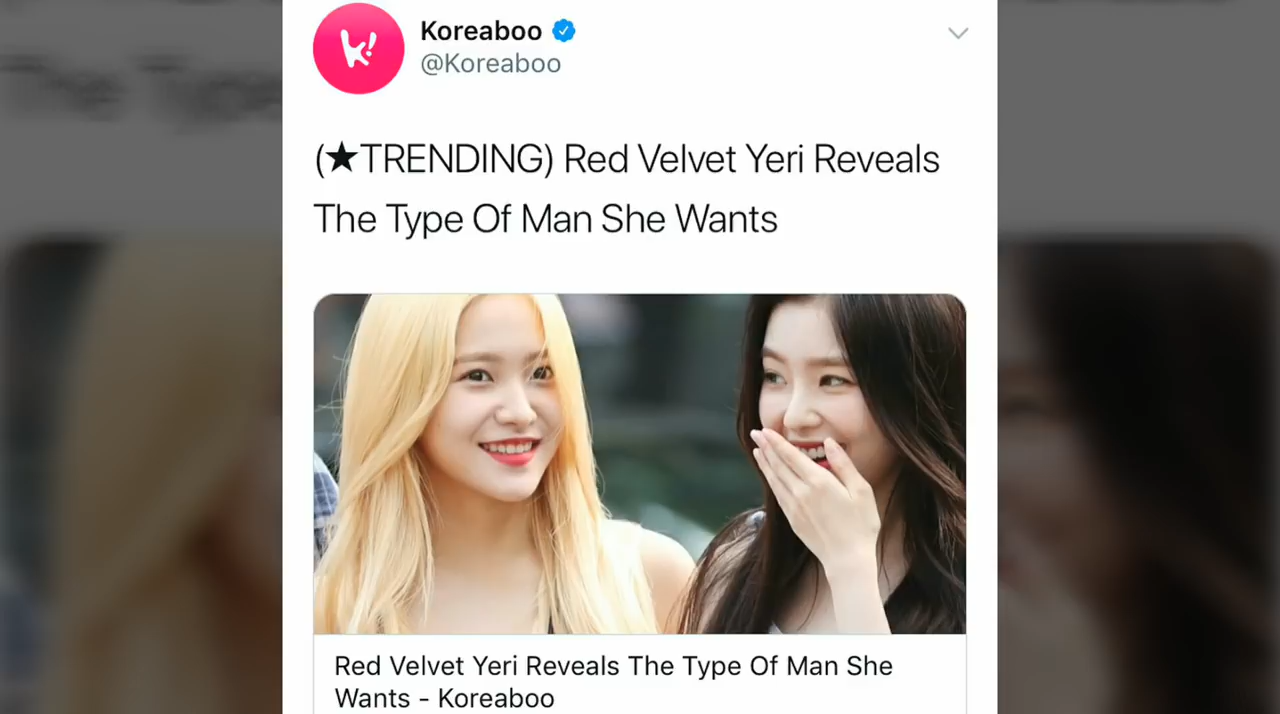 Koreaboo
@Koreaboo
(★TRENDING) Red Velvet Yeri Reveals
The Type Of Man She Wants
Red Velvet Yeri Reveals The Type Of Man She
Wants - Koreaboo